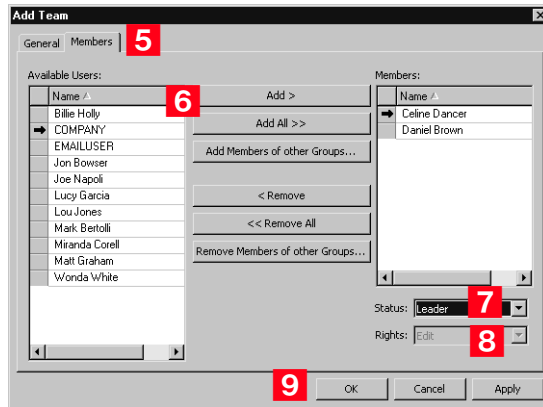 Add Team
General Members 5
Available Users:
Name
Billie Holly
COMPANY
EMAILUSER
Jon Bowser
Joe Napoli
Lucy Garcia
Lou Jones
Mark Bertolli
Miranda Corell
Matt Graham
Wonda White
6
Add >
Add All >>
Add Members of other Groups...
< Remove
<< Remove All
Remove Members of other Groups...
Members:
Name
Celine Dancer
Daniel Brown
Status: Leader 7
Rights: Edit 8
9 OK Cancel Apply